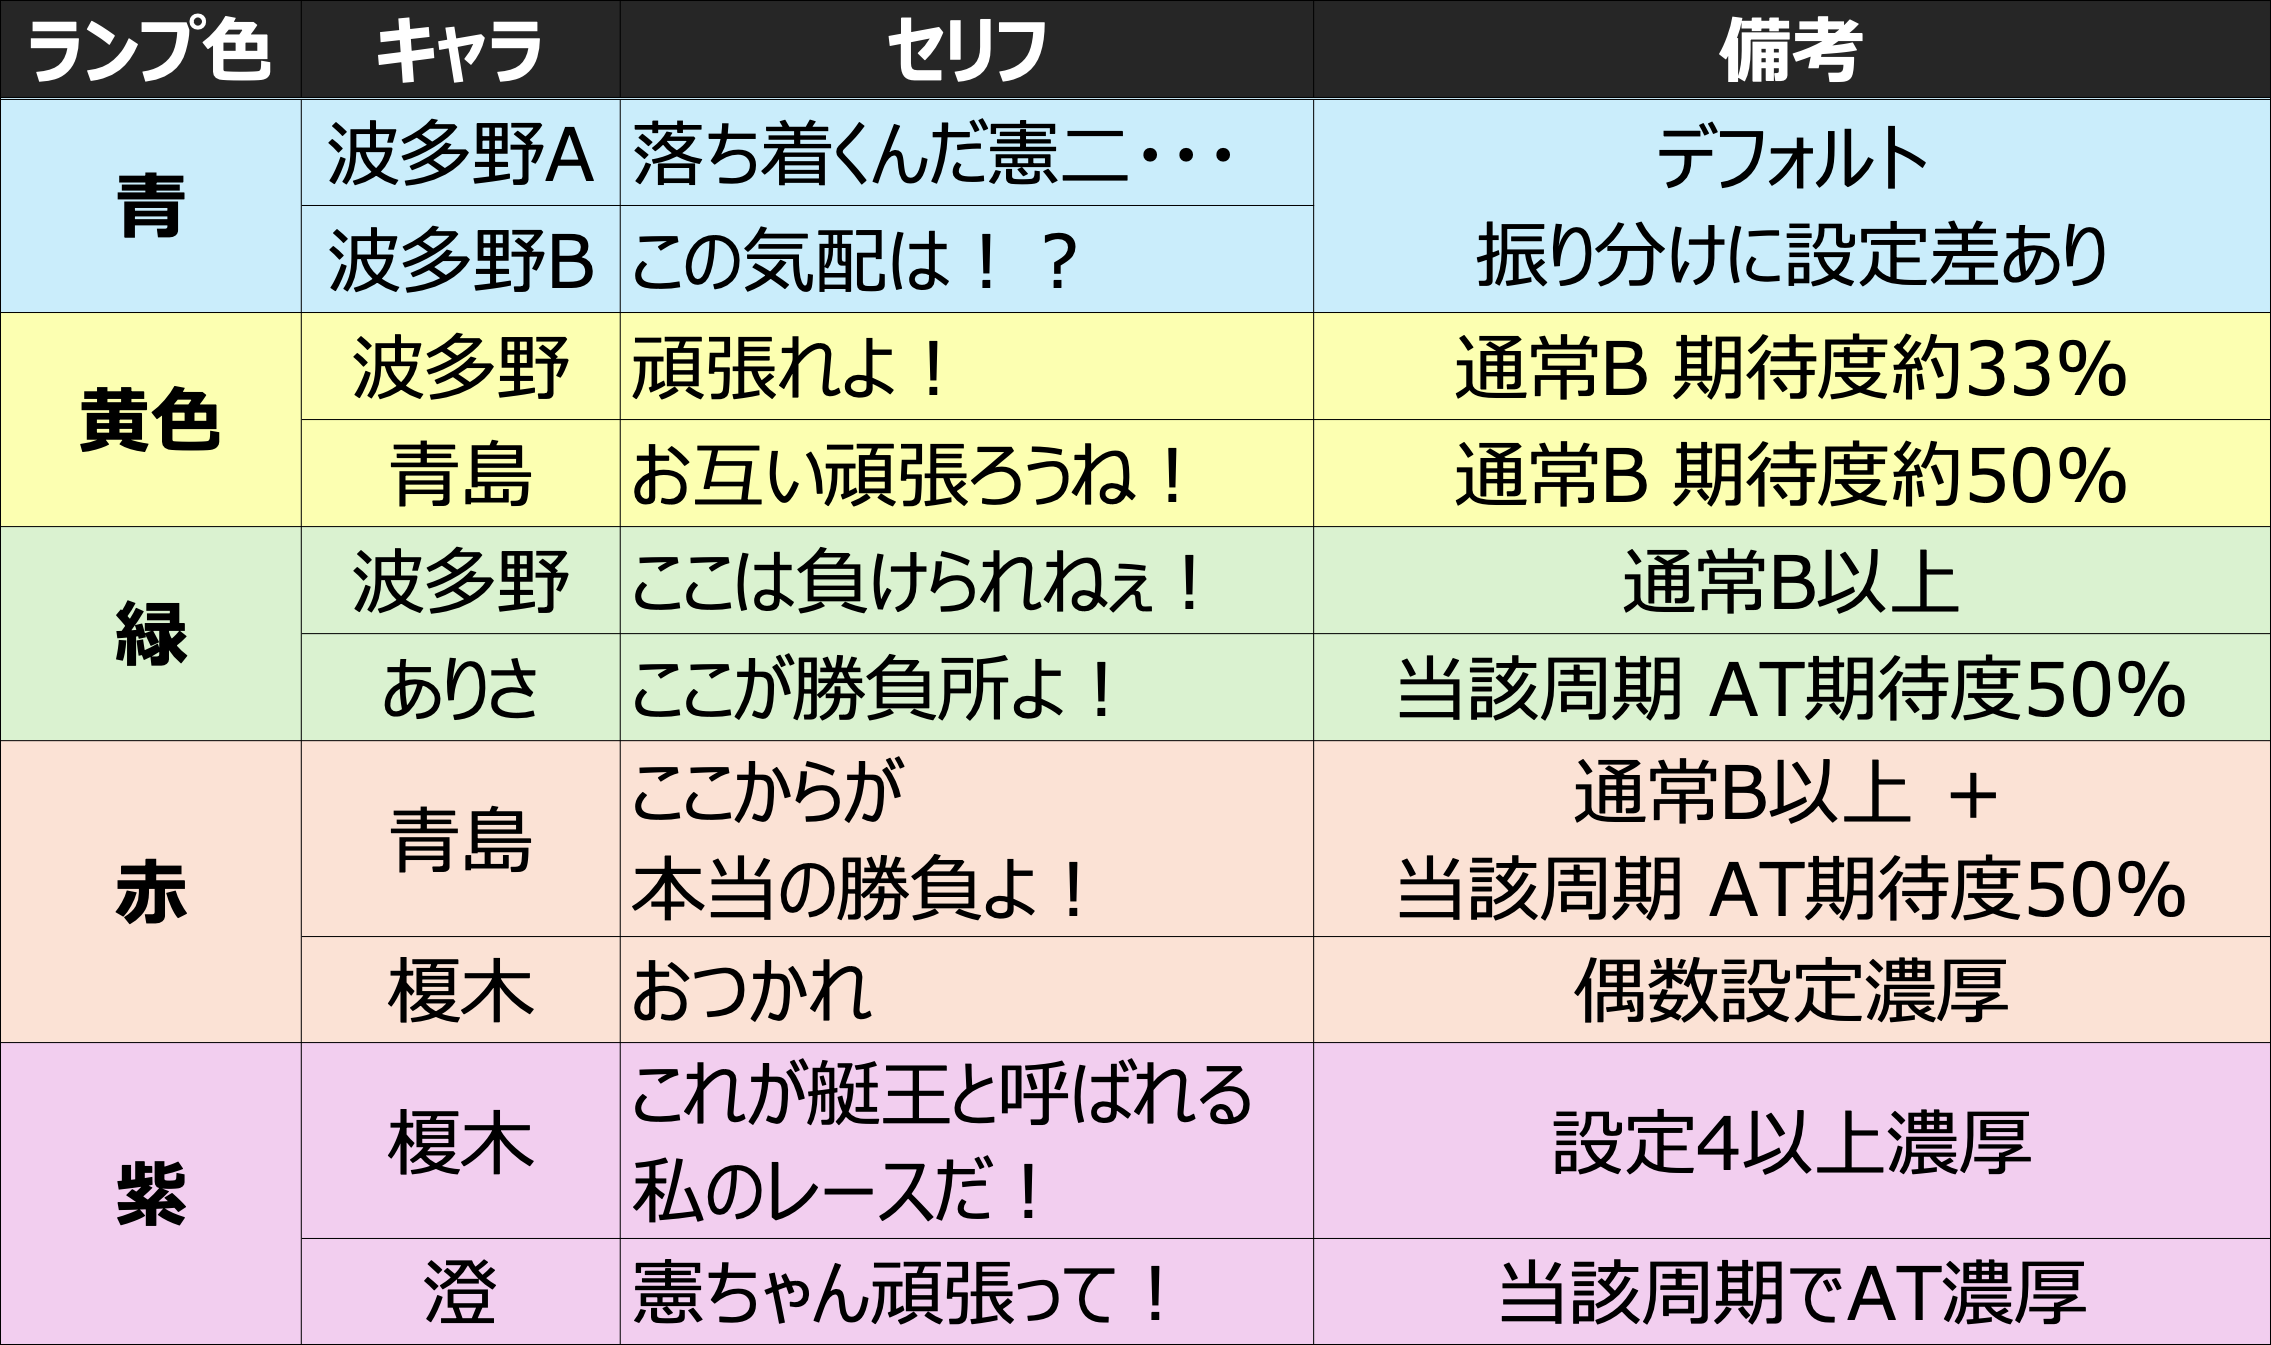 ランプ色 キャラ セリフ 備考
青
波多野A 落ち着くんだ憲二・・・
デフォルト
振り分けに設定差あり
波多野B この気配は！？
黄色
波多野 頑張れよ！ 通常B 期待度約33%
青島 お互い頑張ろうね！ 通常B 期待度約50%
緑
波多野 ここは負けられねぇ！ 通常B以上
ありさ ここが勝負所よ！ 当該周期 AT期待度50%
赤
青島
ここからが
本当の勝負よ！
通常B以上 +
当該周期 AT期待度50%
榎木 おつかれ 偶数設定濃厚
紫
榎木
これが艇王と呼ばれる
私のレースだ！
設定4以上濃厚
澄 憲ちゃん頑張って！ 当該周期でAT濃厚